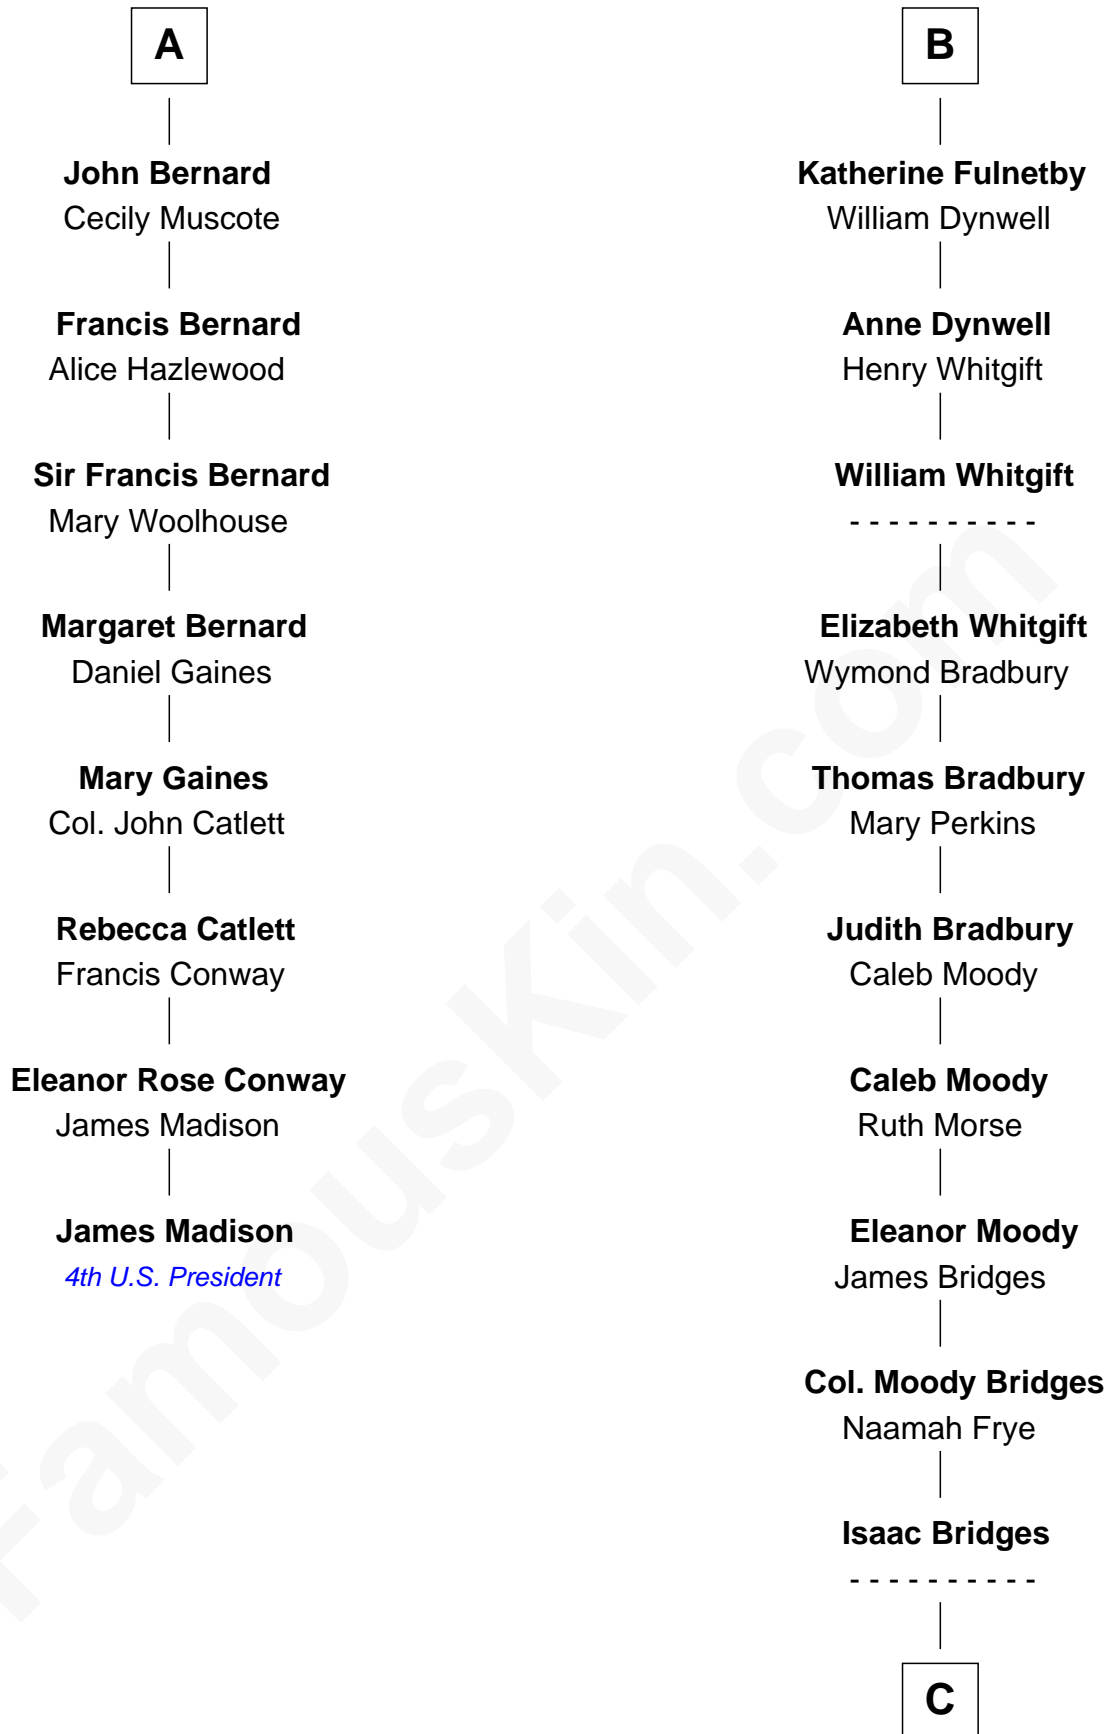 A
John Bernard
Cecily Muscote
Francis Bernard
Alice Hazlewood
Sir Francis Bernard
Mary Woolhouse
Margaret Bernard
Daniel Gaines
Mary Gaines
Col. John Catlett
Rebecca Catlett
Francis Conway
Eleanor Rose Conway
James Madison
James Madison
4th U.S. President
B
Katherine Fulnetby
William Dynwell
Anne Dynwell
Henry Whitgift
William Whitgift
- - - - - - - - - -
Elizabeth Whitgift
Wymond Bradbury
Thomas Bradbury
Mary Perkins
Judith Bradbury
Caleb Moody
Caleb Moody
Ruth Morse
Eleanor Moody
James Bridges
Col. Moody Bridges
Naamah Frye
Isaac Bridges
- - - - - - - - - -
C
FamousKin.com